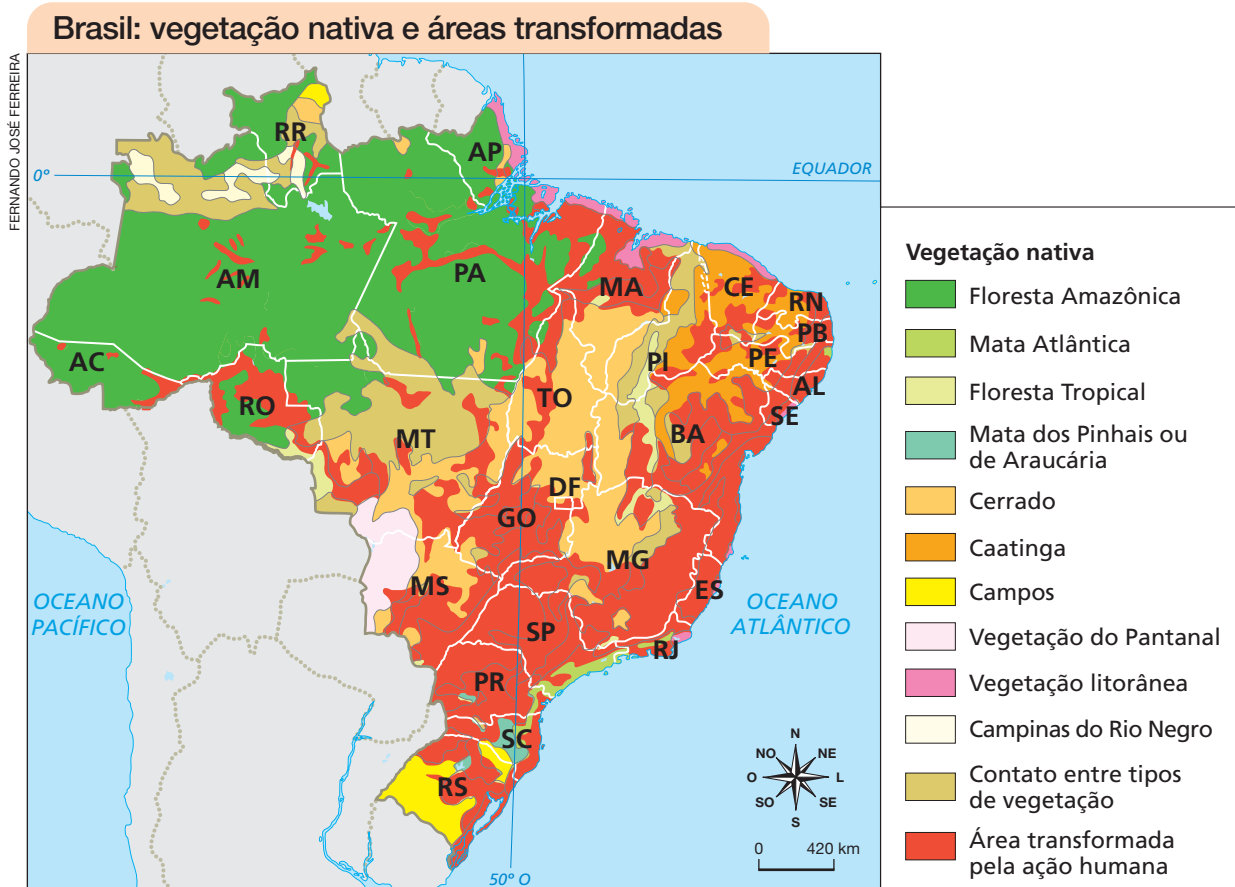 Brasil: vegetação nativa e áreas transformadas
FERNANDO JOSÉ FERREIRA
RR
AP
0º
EQUADOR
AM
PA
MA
CE
RN
PB
PE
PI
AL
SE
AC
RO
TO
MT
BA
DF
GO
MG
MS
ES
SP
RJ
PR
SC
RS
OCEANO
PACÍFICO
OCEANO
ATLÂNTICO
N
NO
NE
O
L
SO
SE
S
0
420 km
50º O
Vegetação nativa
Floresta Amazônica
Mata Atlântica
Floresta Tropical
Mata dos Pinhais ou
de Araucária
Cerrado
Caatinga
Campos
Vegetação do Pantanal
Vegetação litorânea
Campinas do Rio Negro
Contato entre tipos
de vegetação
Área transformada
pela ação humana